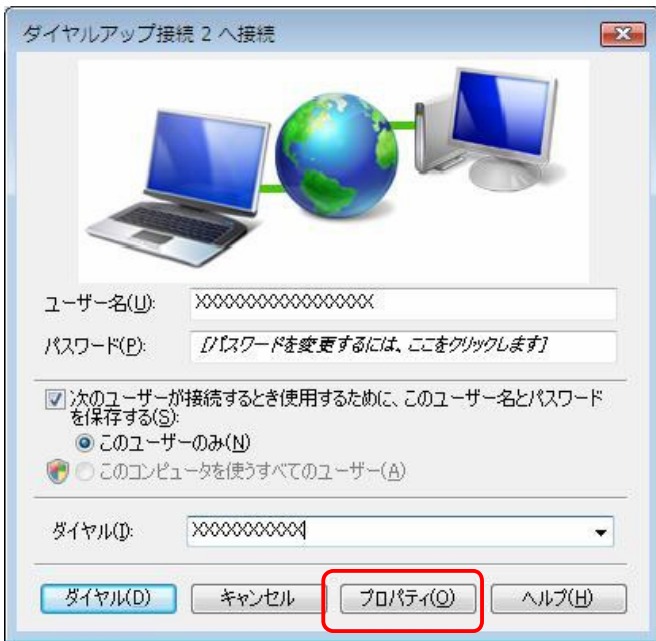 ダイヤルアップ接続 2 へ接続
ユーザー名(U): XXXXXXXXXXXXXXXXX
パスワード(P): [パスワードを変更するには、ここをクリックします]
次のユーザーが接続するとき使用するために、このユーザー名とパスワード
を保存する(S):
このユーザーのみ(N)
このコンピュータを使うすべてのユーザー(A)
ダイヤル(I): XXXXXXXXXXX
ダイヤル(D) キャンセル プロパティ(O) ヘルプ(H)